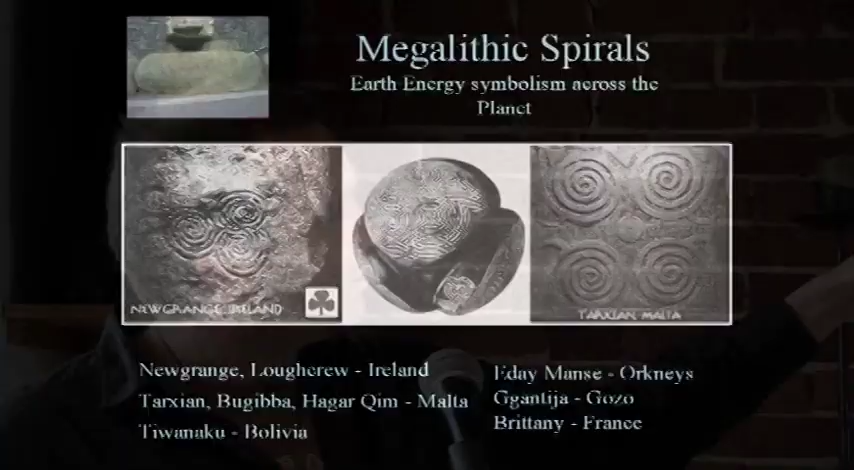 Megalithic Spirals
Earth Energy symbolism across the
Planet
NEWGRANGE, IRELAND
TARXIAN, MALTA
Newgrange, Loughcrew - Ireland
Tarxian, Bugibba, Hagar Qim - Malta
Tiwanaku - Bolivia
Eday Manse - Orkneys
Ggantija - Gozo
Brittany - France